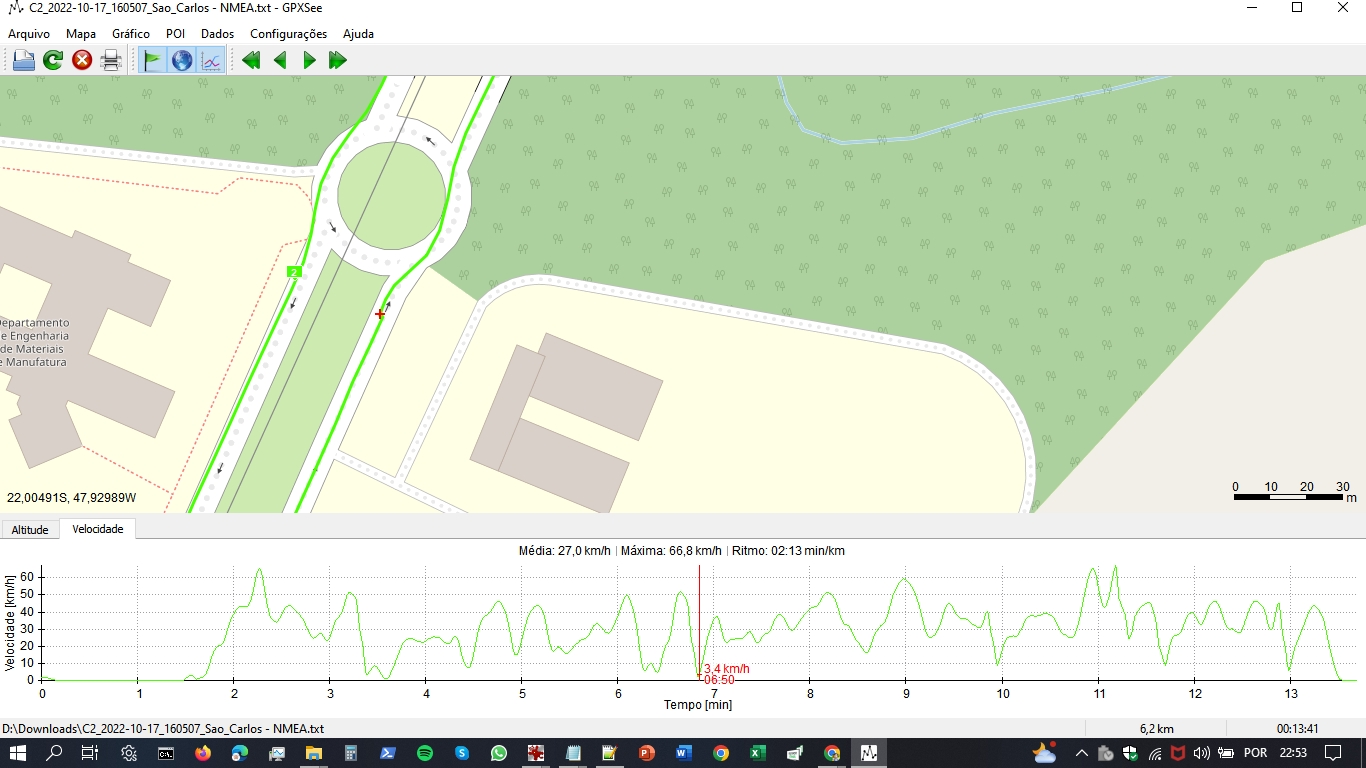 C2_2022-10-17_160507_Sao_Carlos - NMEA.txt - GPXSee
Arquivo Mapa Gráfico POI Dados Configurações Ajuda
2
Departamento
e Engenharia
de Materiais
e Manufatura
22,00491S, 47,92989W
0 10 20 30
m
Altitude Velocidade
Média: 27,0 km/h | Máxima: 66,8 km/h | Ritmo: 02:13 min/km
Velocidade [km/h]
60
50
40
30
20
10
0
3,4 km/h
06:50
0 1 2 3 4 5 6 7 8 9 10 11 12 13
Tempo [min]
D:\Downloads\C2_2022-10-17_160507_Sao_Carlos - NMEA.txt 6,2 km 00:13:41
POR 22:53